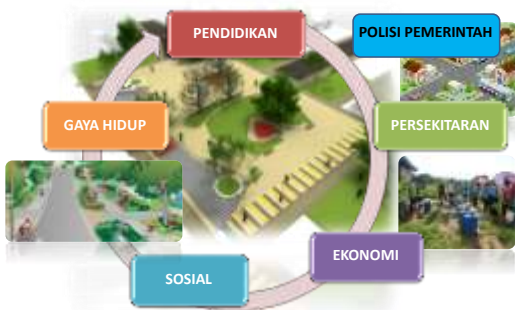 PENDIDIKAN
POLISI PEMERINTAH
GAYA HIDUP
PERSEKITARAN
EKONOMI
SOSIAL